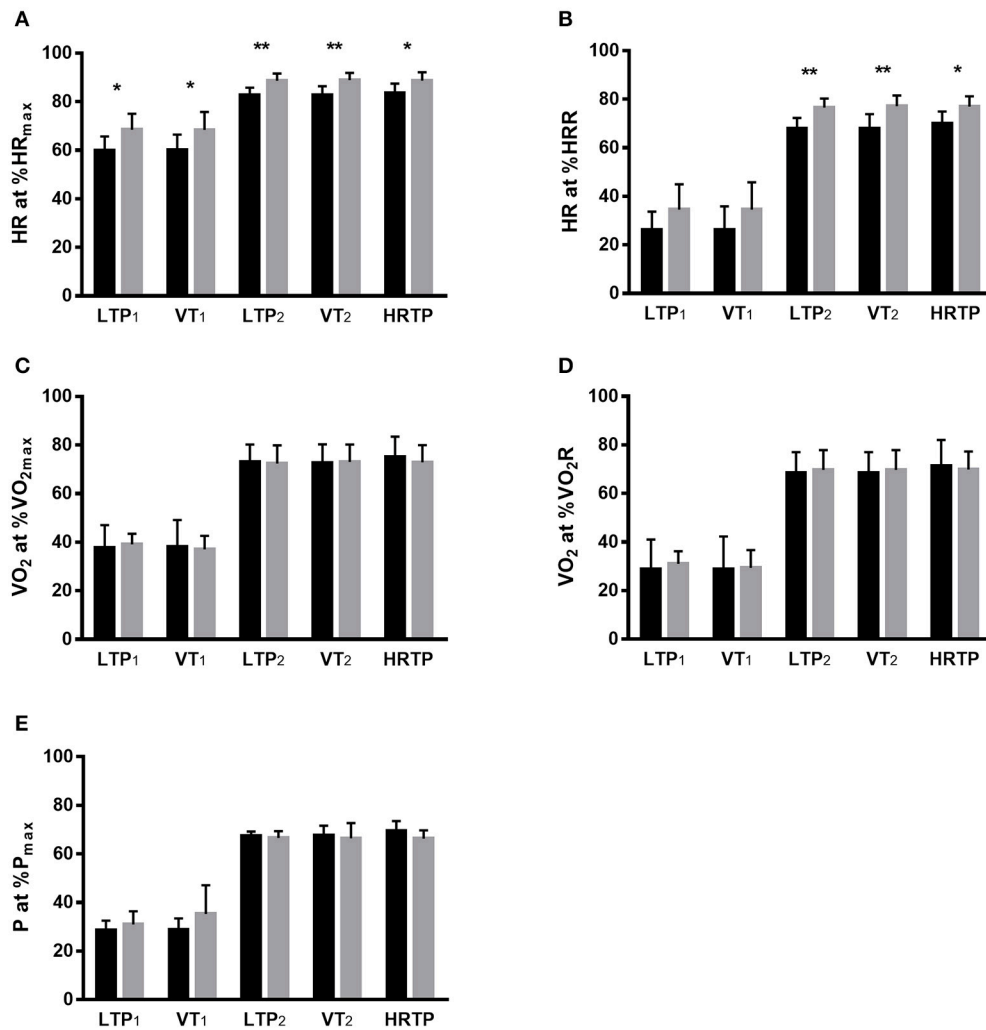 A
HR at %HRmax
100
80
60
40
20
0
* * ** ** *
LTP1 VT1 LTP2 VT2 HRTP
B
HR at %HRR
100
80
60
40
20
0
** ** *
LTP1 VT1 LTP2 VT2 HRTP
C
VO2 at %VO2max
100
80
60
40
20
0
LTP1 VT1 LTP2 VT2 HRTP
D
VO2 at %VO2R
100
80
60
40
20
0
LTP1 VT1 LTP2 VT2 HRTP
E
P at %Pmax
100
80
60
40
20
0
LTP1 VT1 LTP2 VT2 HRTP